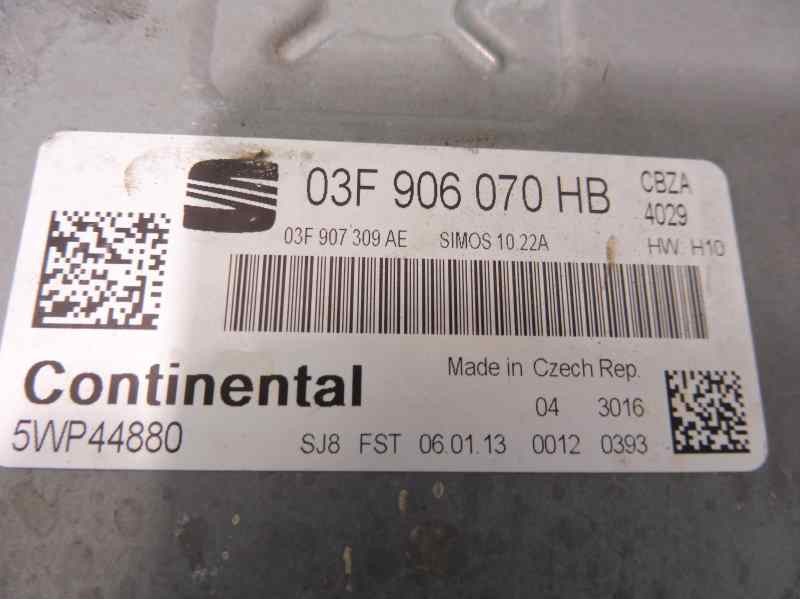 03F 906 070 HB CBZA
4029
03F 907 309 AE SIMOS 10.22A HW: H10
Continental Made in Czech Rep.
04 3016
5WP44880 SJ8 FST 06.01.13 0012 0393